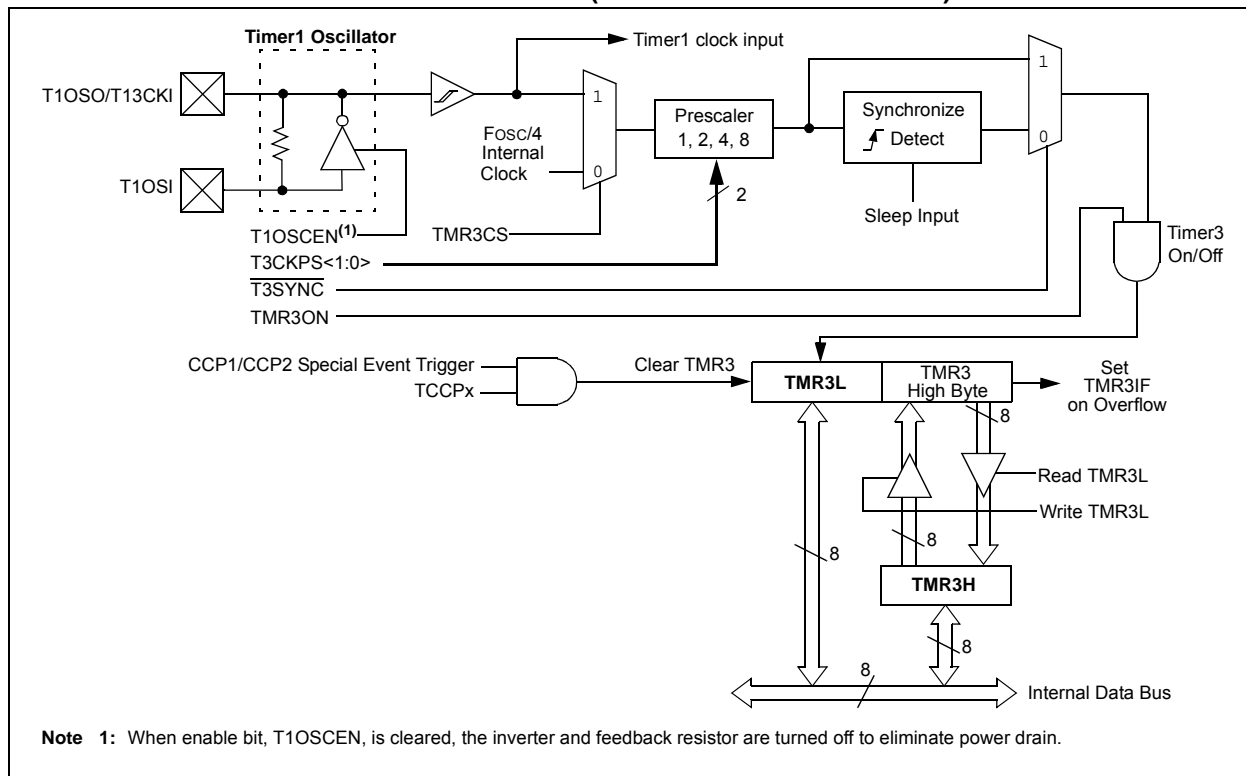 Timer1 Oscillator
Timer1 clock input
T1OSO/T13CKI
T1OSI
FOSC/4
Internal
Clock
1
0
Prescaler
1, 2, 4, 8
2
Synchronize
Detect
Sleep Input
1
0
T1OSCEN(1)
TMR3CS
T3CKPS<1:0>
T3SYNC
TMR3ON
Timer3
On/Off
CCP1/CCP2 Special Event Trigger
TCCPx
Clear TMR3
TMR3L
TMR3
High Byte
Set
TMR3IF
on Overflow
8
Read TMR3L
Write TMR3L
8
8
TMR3H
8
8
Internal Data Bus
Note 1: When enable bit, T1OSCEN, is cleared, the inverter and feedback resistor are turned off to eliminate power drain.